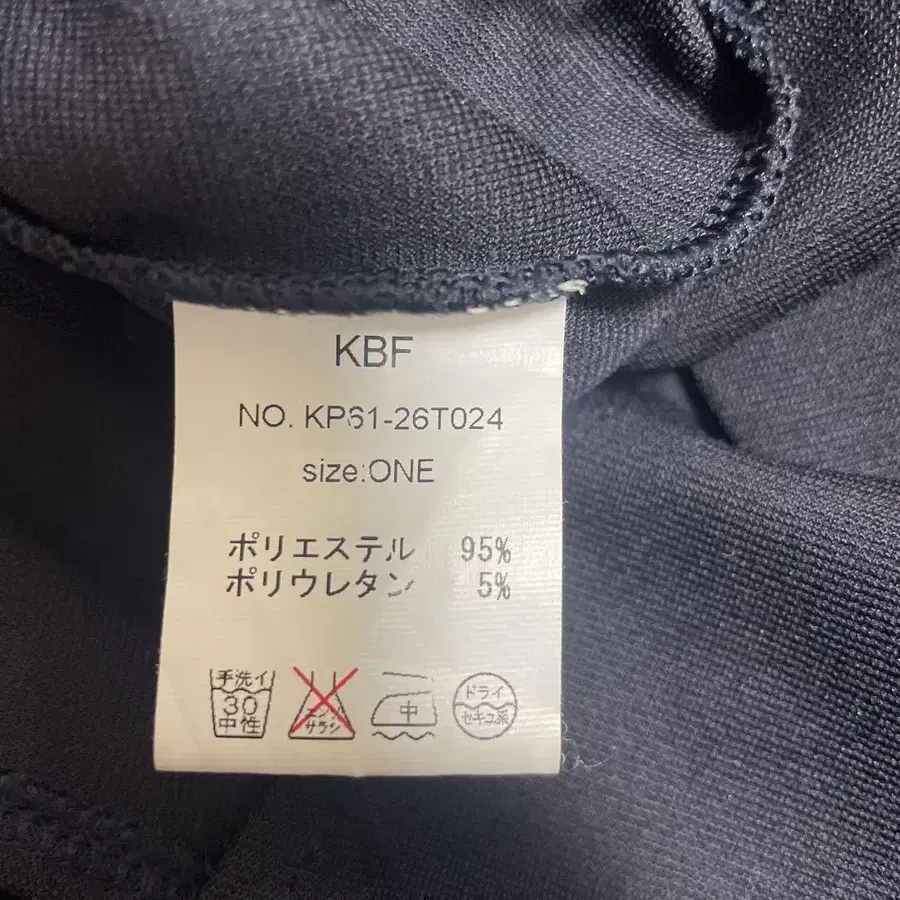 KBF
NO. KP61-26T024
size:ONE
ポリエステル 95%
ポリウレタン 5%
手洗イ
30
中性
エンソ
サラシ
中
ドライ
セキユ系